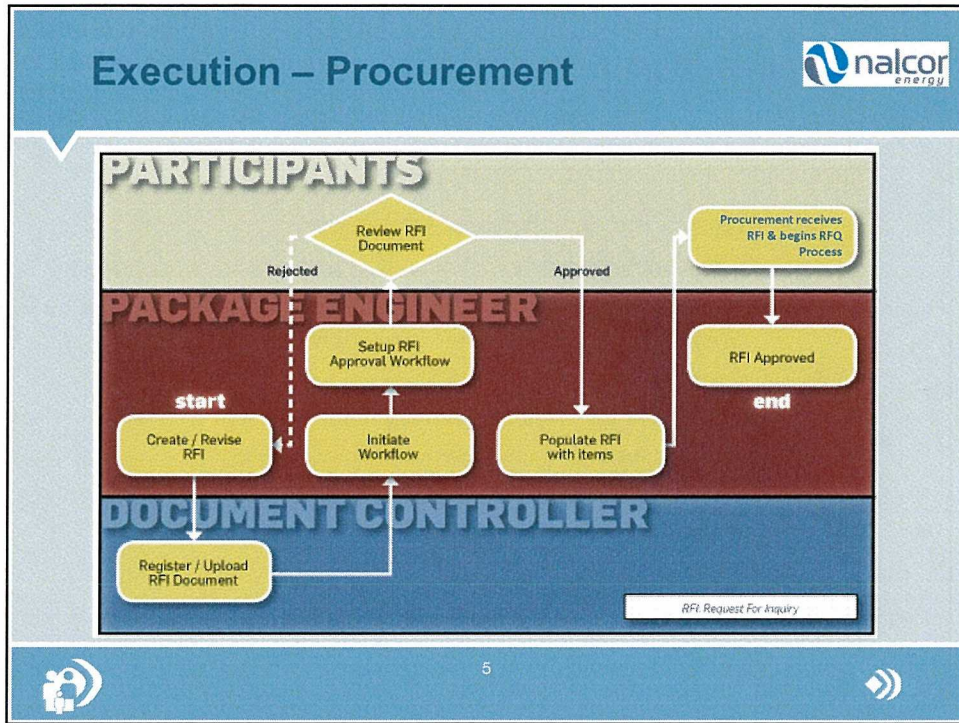 Execution – Procurement
nalcor
energy
PARTICIPANTS
Review RFI
Document
Procurement receives
RFI & begins RFQ
Process
Rejected
Approved
PACKAGE ENGINEER
Setup RFI
Approval Workflow
RFI Approved
start
end
Create / Revise
RFI
Initiate
Workflow
Populate RFI
with items
DOCUMENT CONTROLLER
Register / Upload
RFI Document
RFI: Request For Inquiry
5